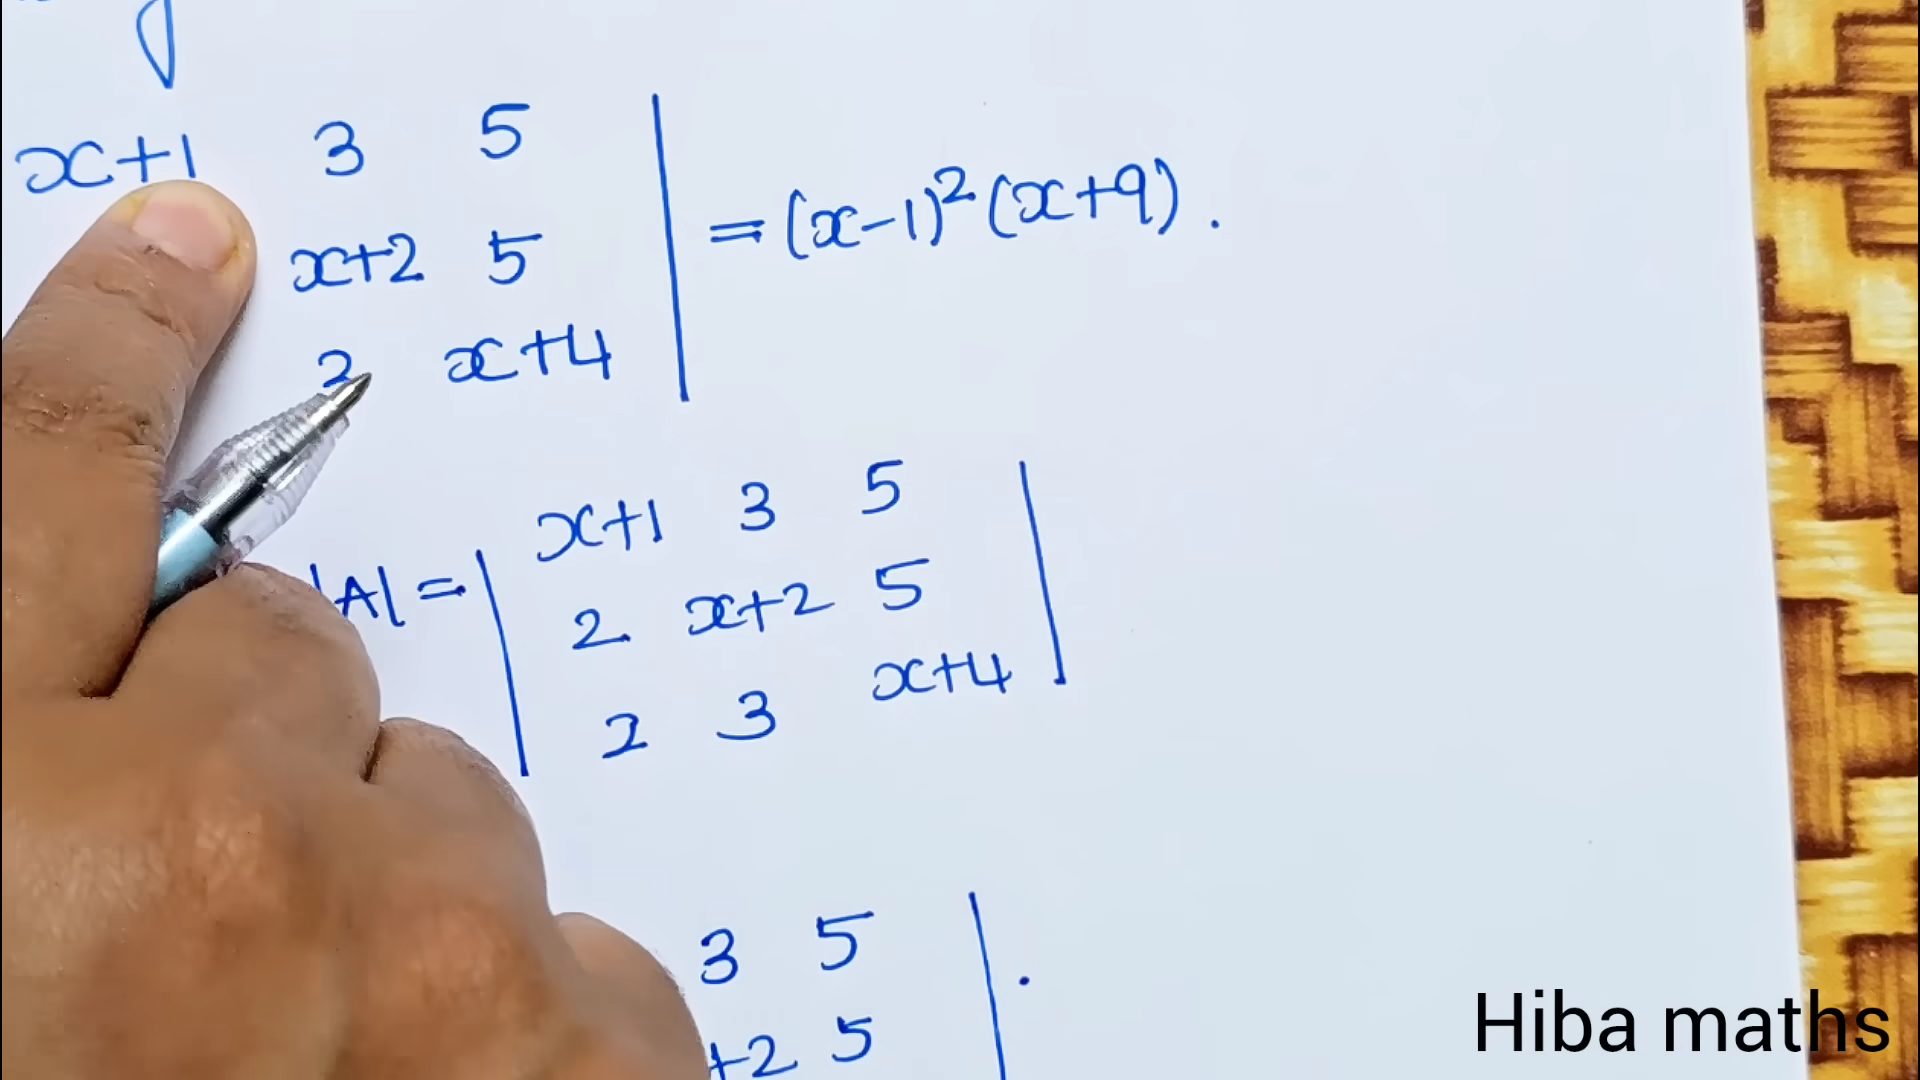 x+1 3 5
x+2 5 = (x-1)² (x+9).
3 x+4
x+1 3 5
|A| = 2 x+2 5
2 3 x+4
3 5
+2 5
Hiba maths